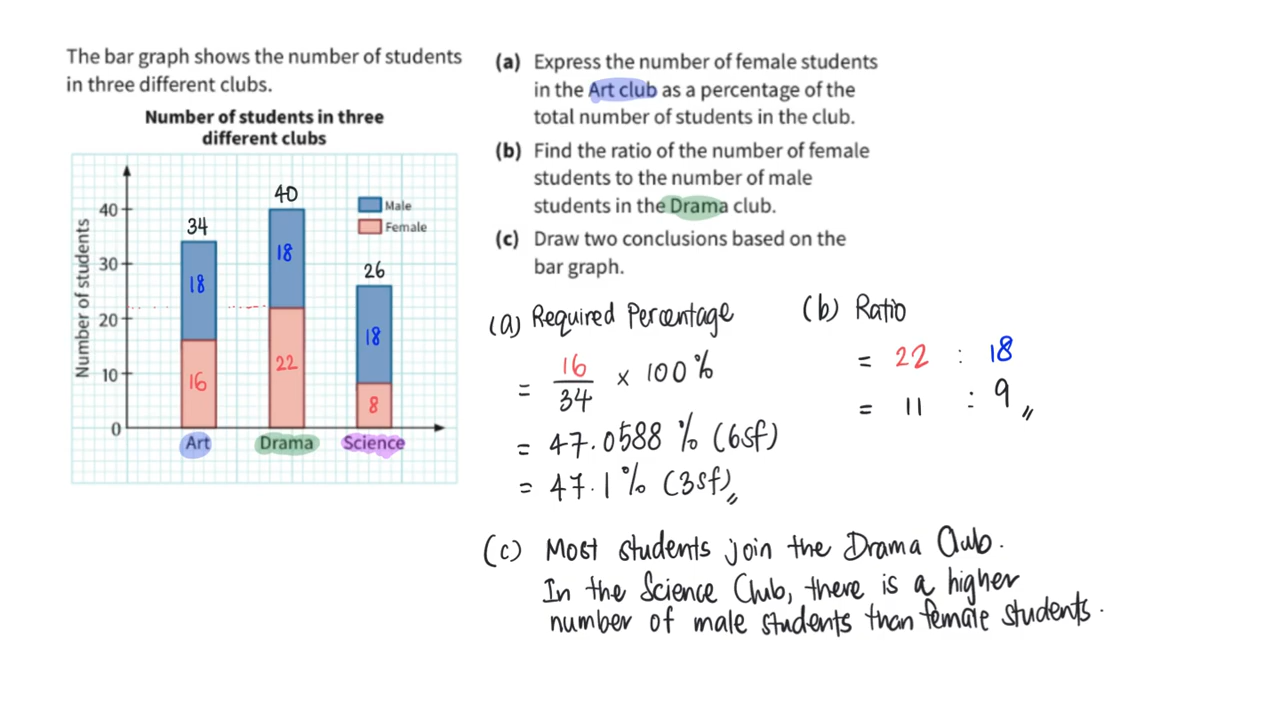 The bar graph shows the number of students
in three different clubs.
Number of students in three
different clubs
Number of students
40
30
20
10
0
34
18
16
40
18
22
26
18
8
Male
Female
Art
Drama
Science
(a) Express the number of female students
in the Art club as a percentage of the
total number of students in the club.
(b) Find the ratio of the number of female
students to the number of male
students in the Drama club.
(c) Draw two conclusions based on the
bar graph.
(a) Required Percentage
= 16/34 × 100%
= 47.0588 % (6sf)
= 47.1% (3sf)〃
(b) Ratio
= 22 : 18
= 11 : 9〃
(c) Most students join the Drama Club.
In the Science Club, there is a higher
number of male students than female students.